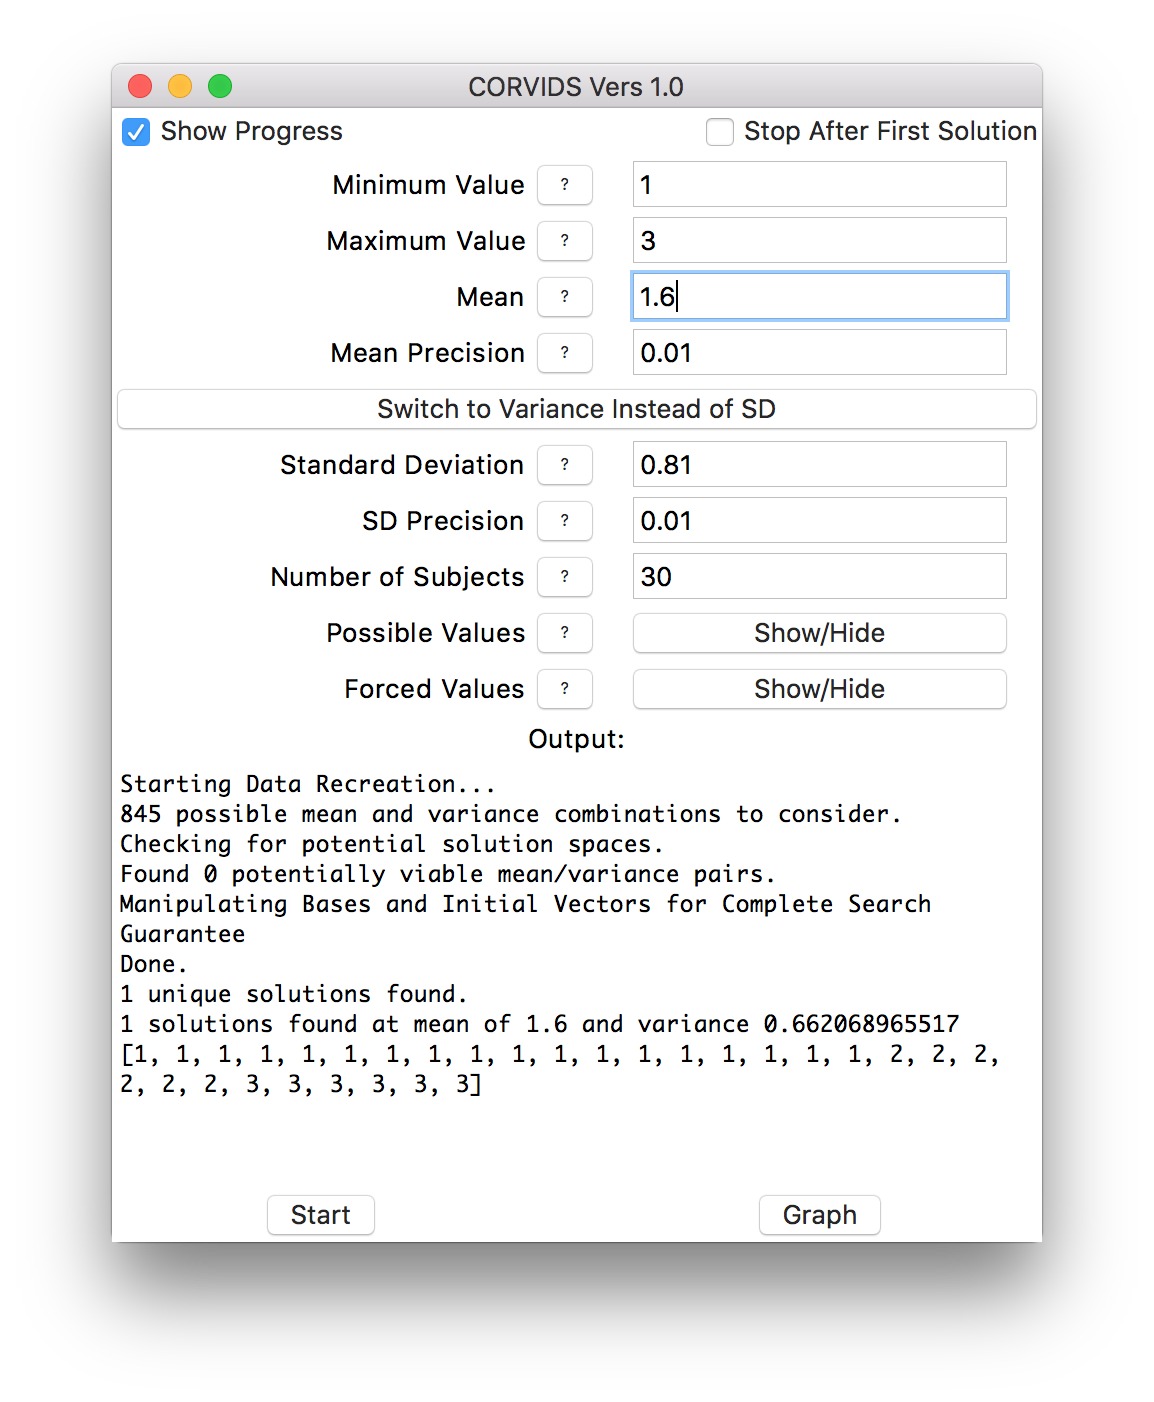 CORVIDS Vers 1.0
Show Progress
Stop After First Solution
Minimum Value ? 1
Maximum Value ? 3
Mean ? 1.6
Mean Precision ? 0.01
Switch to Variance Instead of SD
Standard Deviation ? 0.81
SD Precision ? 0.01
Number of Subjects ? 30
Possible Values ? Show/Hide
Forced Values ? Show/Hide
Output:
Starting Data Recreation...
845 possible mean and variance combinations to consider.
Checking for potential solution spaces.
Found 0 potentially viable mean/variance pairs.
Manipulating Bases and Initial Vectors for Complete Search
Guarantee
Done.
1 unique solutions found.
1 solutions found at mean of 1.6 and variance 0.662068965517
[1, 1, 1, 1, 1, 1, 1, 1, 1, 1, 1, 1, 1, 1, 1, 1, 1, 1, 2, 2, 2,
2, 2, 2, 3, 3, 3, 3, 3, 3]
Start
Graph